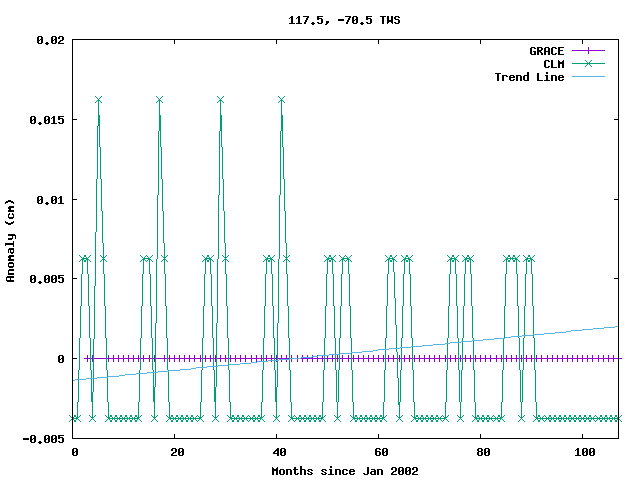 117.5, -70.5 TWS
GRACE
CLM
Trend Line
0.02
0.015
0.01
0.005
0
-0.005
Anomaly (cm)
0 20 40 60 80 100
Months since Jan 2002